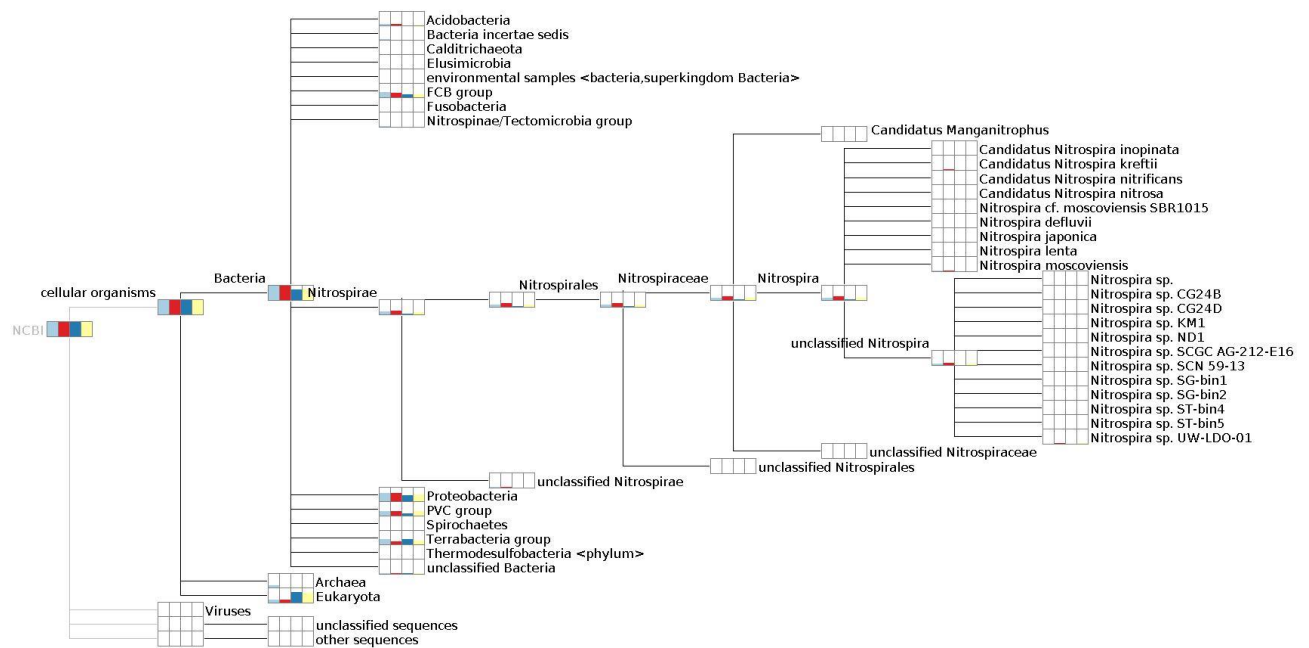 Acidobacteria
Bacteria incertae sedis
Calditrichaeota
Elusimicrobia
environmental samples <bacteria,superkingdom Bacteria>
FCB group
Fusobacteria
Nitrospinae/Tectomicrobia group
Candidatus Manganitrophus
Candidatus Nitrospira inopinata
Candidatus Nitrospira kreftii
Candidatus Nitrospira nitrificans
Candidatus Nitrospira nitrosa
Nitrospira cf. moscoviensis SBR1015
Nitrospira defluvii
Nitrospira japonica
Nitrospira lenta
Nitrospira moscoviensis
Bacteria
Nitrospiraceae
Nitrospira
Nitrospirales
cellular organisms
Nitrospirae
NCBI
Nitrospira sp.
Nitrospira sp. CG24B
Nitrospira sp. CG24D
Nitrospira sp. KM1
Nitrospira sp. ND1
unclassified Nitrospira
Nitrospira sp. SCGC AG-212-E16
Nitrospira sp. SCN 59-13
Nitrospira sp. SG-bin1
Nitrospira sp. SG-bin2
Nitrospira sp. ST-bin4
Nitrospira sp. ST-bin5
Nitrospira sp. UW-LDO-01
unclassified Nitrospiraceae
unclassified Nitrospirales
unclassified Nitrospirae
Proteobacteria
PVC group
Spirochaetes
Terrabacteria group
Thermodesulfobacteria <phylum>
unclassified Bacteria
Archaea
Eukaryota
Viruses
unclassified sequences
other sequences